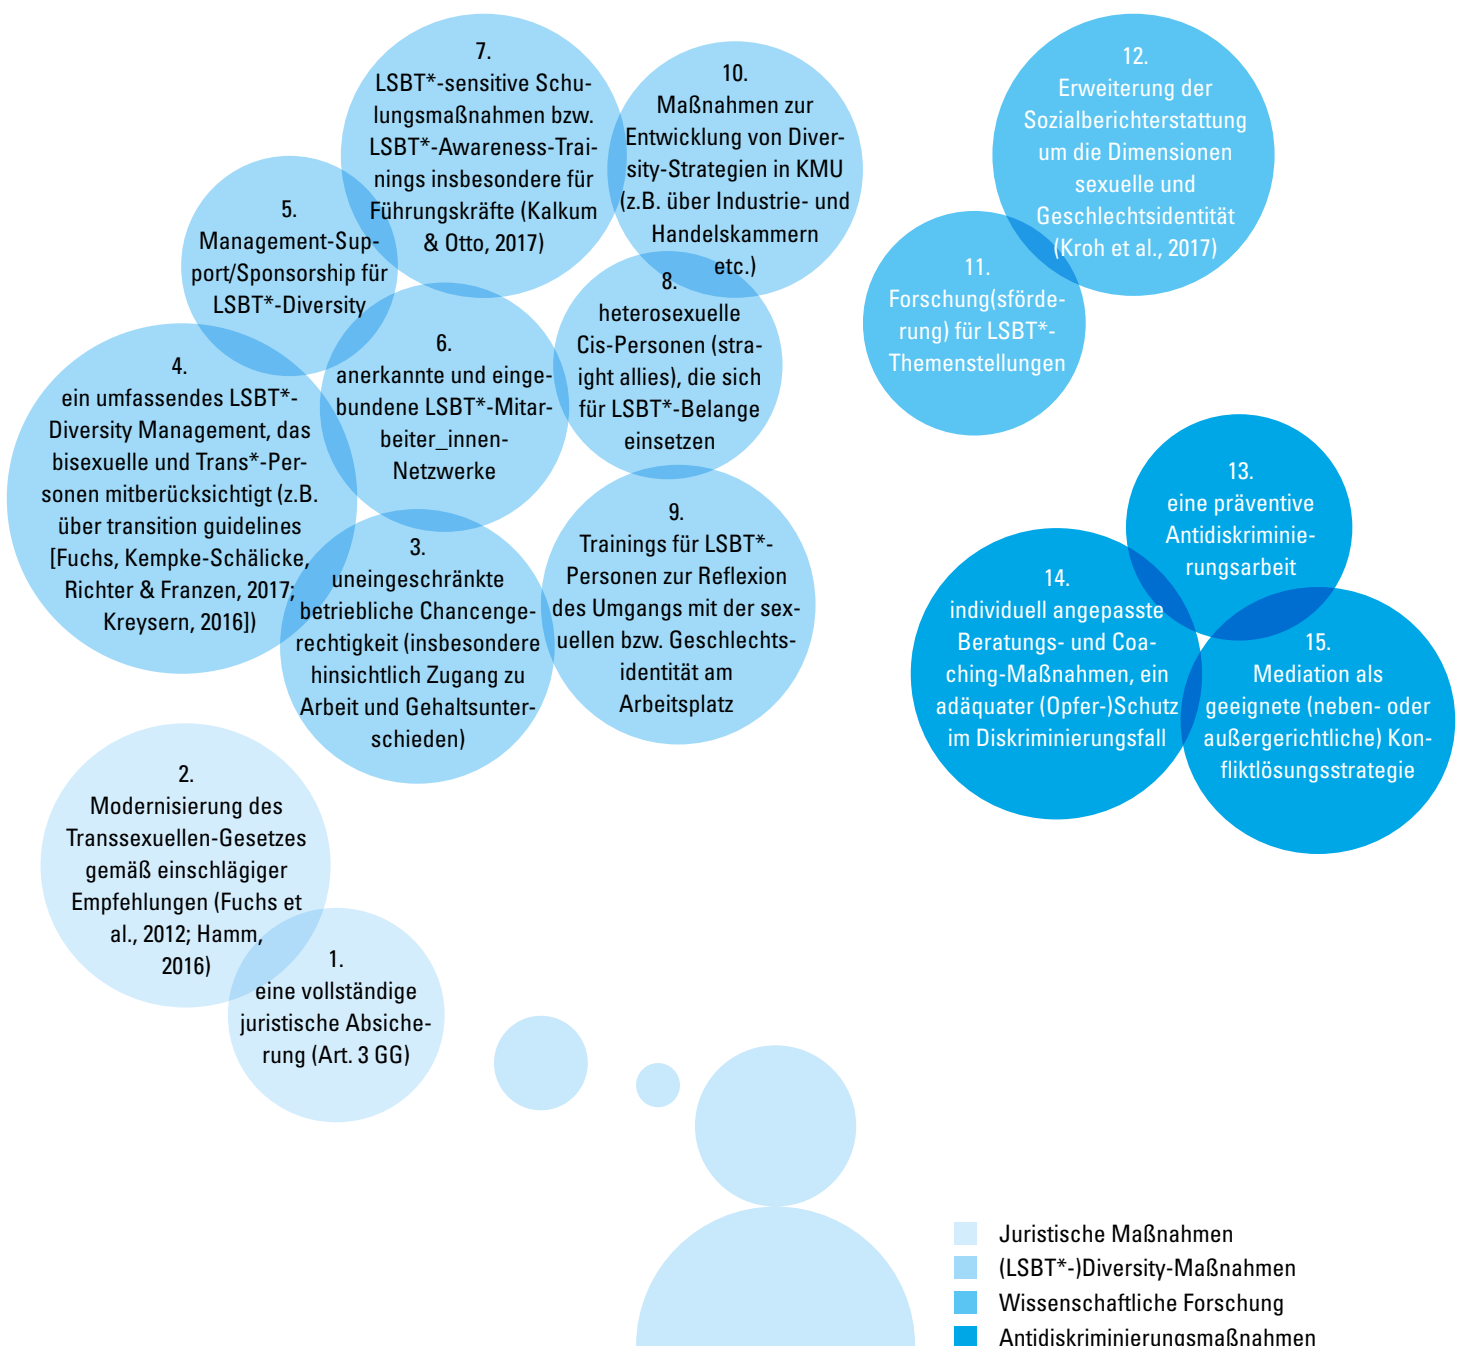 1.
eine vollständige
juristische Absiche-
rung (Art. 3 GG)
2.
Modernisierung des
Transsexuellen-Gesetzes
gemäß einschlägiger
Empfehlungen (Fuchs et
al., 2012; Hamm,
2016)
3.
uneingeschränkte
betriebliche Chancenge-
rechtigkeit (insbesondere
hinsichtlich Zugang zu
Arbeit und Gehaltsunter-
schieden)
4.
ein umfassendes LSBT*-
Diversity Management, das
bisexuelle und Trans*-Per-
sonen mitberücksichtigt (z.B.
über transition guidelines
[Fuchs, Kempke-Schälicke,
Richter & Franzen, 2017;
Kreysern, 2016])
5.
Management-Sup-
port/Sponsorship für
LSBT*-Diversity
6.
anerkannte und einge-
bundene LSBT*-Mitar-
beiter_innen-
Netzwerke
7.
LSBT*-sensitive Schu-
lungsmaßnahmen bzw.
LSBT*-Awareness-Trai-
nings insbesondere für
Führungskräfte (Kalkum
& Otto, 2017)
8.
heterosexuelle
Cis-Personen (stra-
ight allies), die sich
für LSBT*-Belange
einsetzen
9.
Trainings für LSBT*-
Personen zur Reflexion
des Umgangs mit der sex-
uellen bzw. Geschlechts-
identität am
Arbeitsplatz
10.
Maßnahmen zur
Entwicklung von Diver-
sity-Strategien in KMU
(z.B. über Industrie- und
Handelskammern
etc.)
11.
Forschung(sförde-
rung) für LSBT*-
Themenstellungen
12.
Erweiterung der
Sozialberichterstattung
um die Dimensionen
sexuelle und
Geschlechtsidentität
(Kroh et al., 2017)
13.
eine präventive
Antidiskriminie-
rungsarbeit
14.
individuell angepasste
Beratungs- und Coa-
ching-Maßnahmen, ein
adäquater (Opfer-)Schutz
im Diskriminierungsfall
15.
Mediation als
geeignete (neben- oder
außergerichtliche) Kon-
fliktlösungsstrategie
Juristische Maßnahmen
(LSBT*-)Diversity-Maßnahmen
Wissenschaftliche Forschung
Antidiskriminierungsmaßnahmen